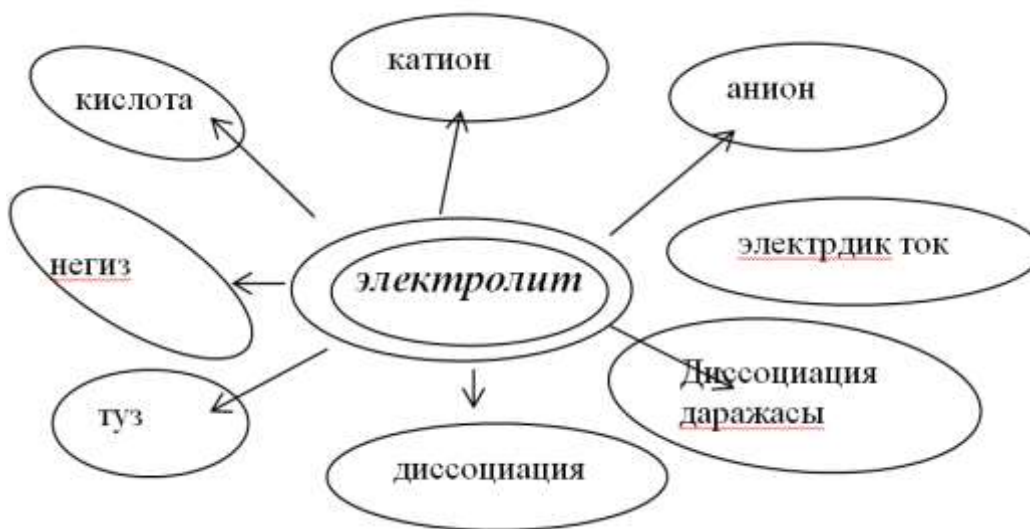 катион
кислота
анион
негиз
электролит
электрдик ток
туз
Диссоциация
даражасы
диссоциация